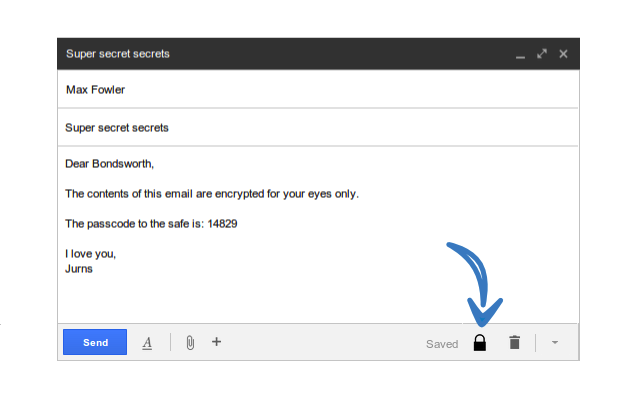 Super secret secrets
Max Fowler
Super secret secrets
Dear Bondsworth,
The contents of this email are encrypted for your eyes only.
The passcode to the safe is: 14829
I love you,
Jurns
Send A Saved